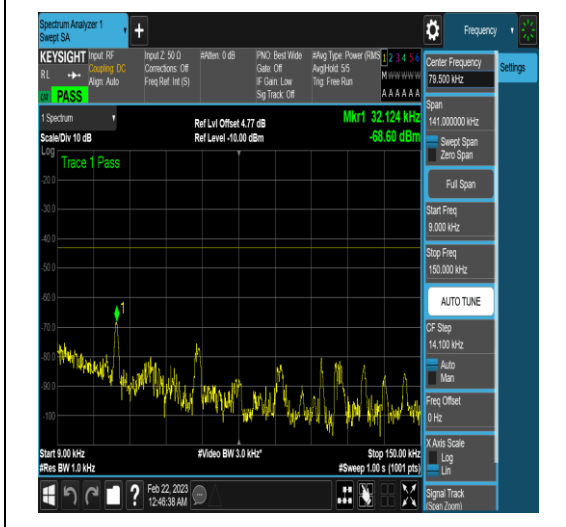 Spectrum Analyzer 1
Swept SA
+
Frequency
KEYSIGHT
RL
Input: RF
Coupling: DC
Align: Auto
Input Z: 50 Ω
Corrections: Off
Freq Ref: Int (S)
#Atten: 0 dB
PNO: Best Wide
Gate: Off
IF Gain: Low
Sig Track: Off
#Avg Type: Power (RMS)
Avg|Hold: 5/5
Trig: Free Run
1 2 3 4 5 6
M W W W W W
A A A A A A
PASS
1 Spectrum
Scale/Div 10 dB
Ref Lvl Offset 4.77 dB
Ref Level -10.00 dBm
Mkr1 32.124 kHz
-68.60 dBm
Log
Trace 1 Pass
-20.0
-30.0
-40.0
-50.0
-60.0
-70.0
-80.0
-90.0
-100
1
Start 9.00 kHz
#Res BW 1.0 kHz
#Video BW 3.0 kHz*
Stop 150.00 kHz
#Sweep 1.00 s (1001 pts)
?
Feb 22, 2023
12:46:38 AM
Center Frequency
79.500 kHz
Settings
Span
141.000000 kHz
Swept Span
Zero Span
Full Span
Start Freq
9.000 kHz
Stop Freq
150.000 kHz
AUTO TUNE
CF Step
14.100 kHz
Auto
Man
Freq Offset
0 Hz
X Axis Scale
Log
Lin
Signal Track
(Span Zoom)